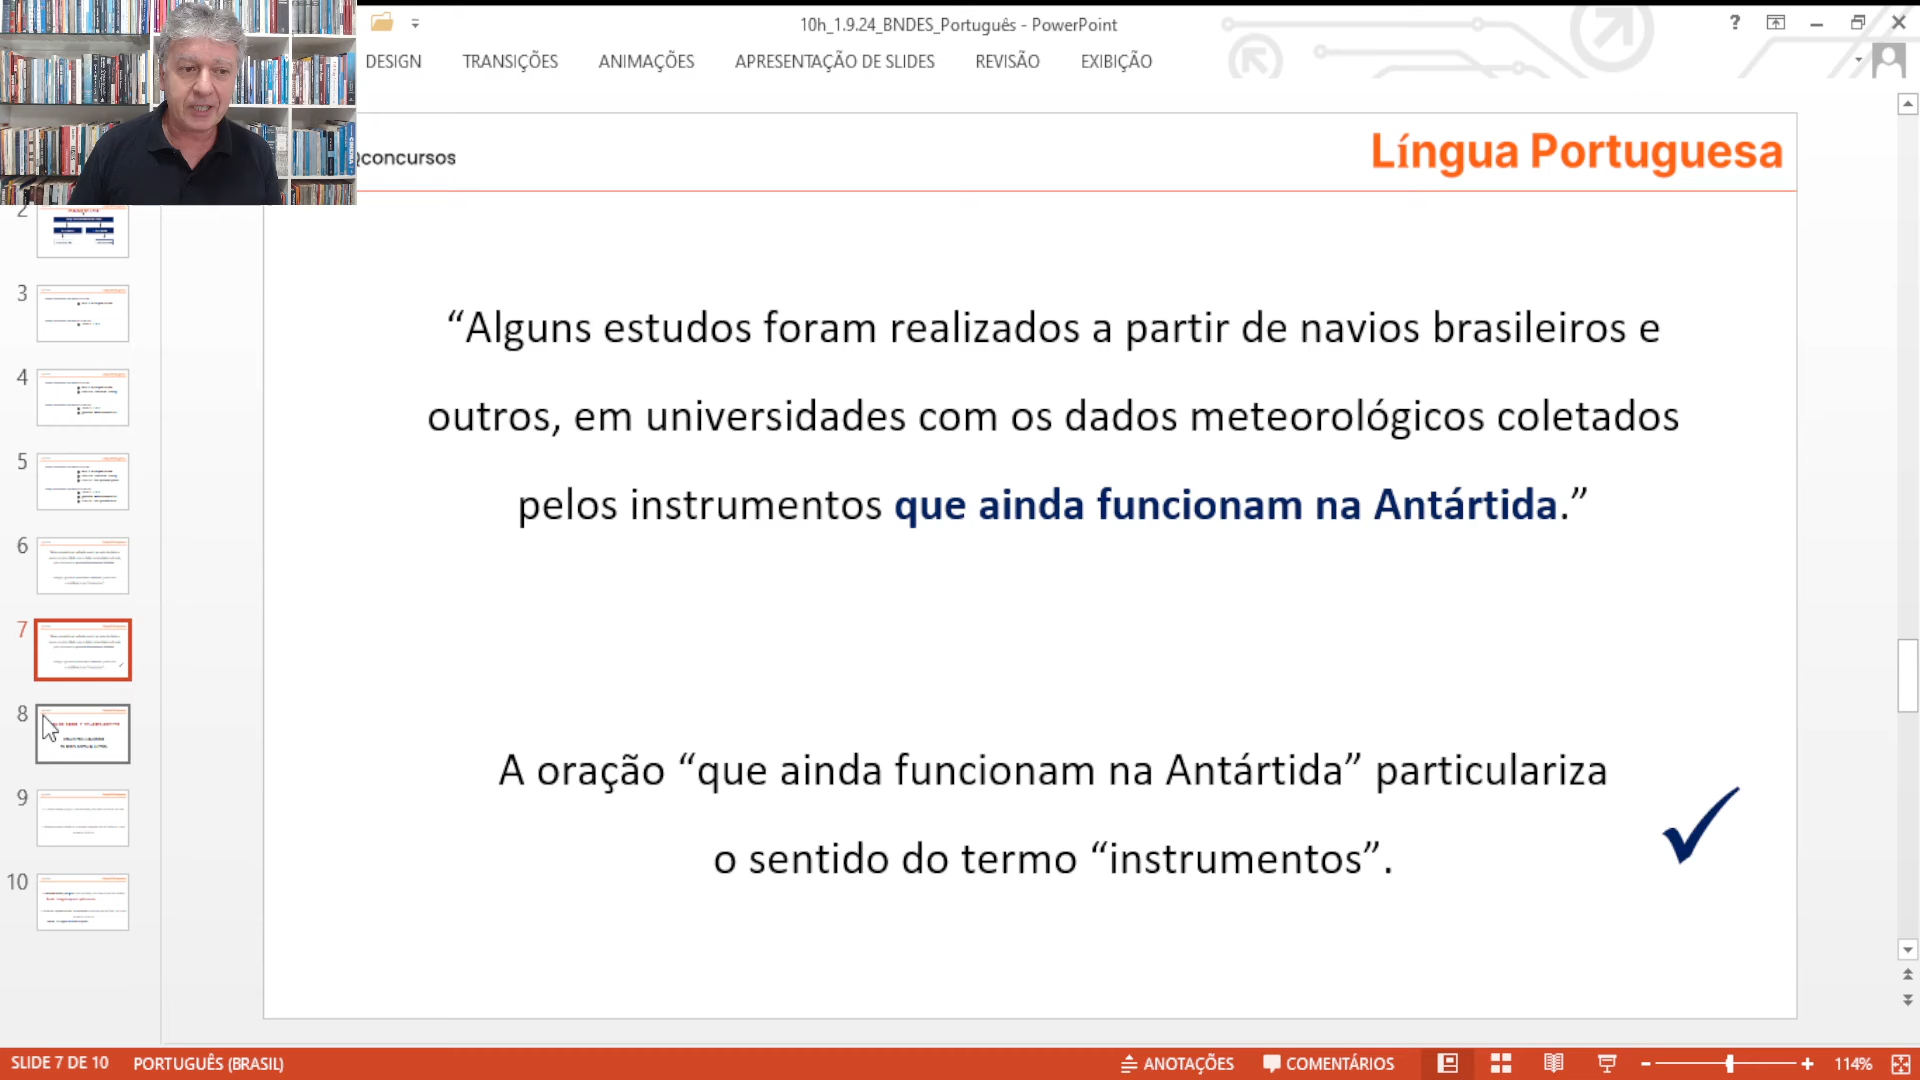 10h_1.9.24_BNDES_Português - PowerPoint
DESIGN TRANSIÇÕES ANIMAÇÕES APRESENTAÇÃO DE SLIDES REVISÃO EXIBIÇÃO
concursos
Língua Portuguesa
“Alguns estudos foram realizados a partir de navios brasileiros e
outros, em universidades com os dados meteorológicos coletados
pelos instrumentos que ainda funcionam na Antártida.”
A oração “que ainda funcionam na Antártida” particulariza
o sentido do termo “instrumentos”.
2
3
4
5
6
7
8
9
10
SLIDE 7 DE 10 PORTUGUÊS (BRASIL) ANOTAÇÕES COMENTÁRIOS 114%